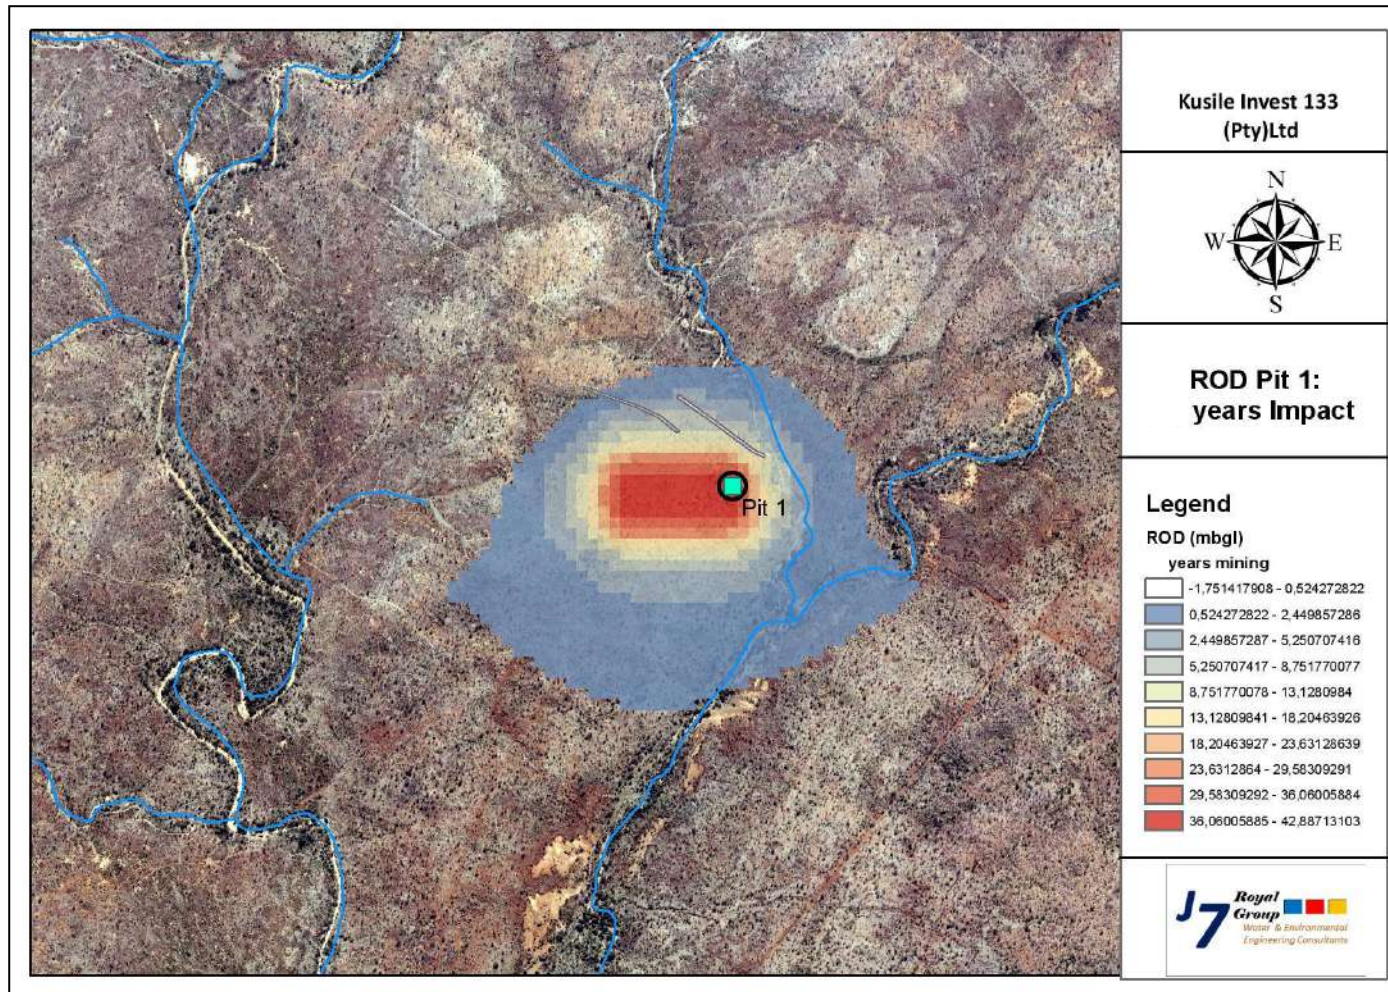 Kusile Invest 133
(Pty)Ltd
N
W E
S
ROD Pit 1:
years Impact
Pit 1
Legend
ROD (mbgl)
years mining
-1,751417908 - 0,524272822
0,524272822 - 2,449857286
2,449857287 - 5,250707416
5,250707417 - 8,751770077
8,751770078 - 13,1280984
13,12809841 - 18,20463926
18,20463927 - 23,63128639
23,6312864 - 29,58309291
29,58309292 - 36,06005884
36,06005885 - 42,88713103
J7 Royal
Group
Water & Environmental
Engineering Consultants